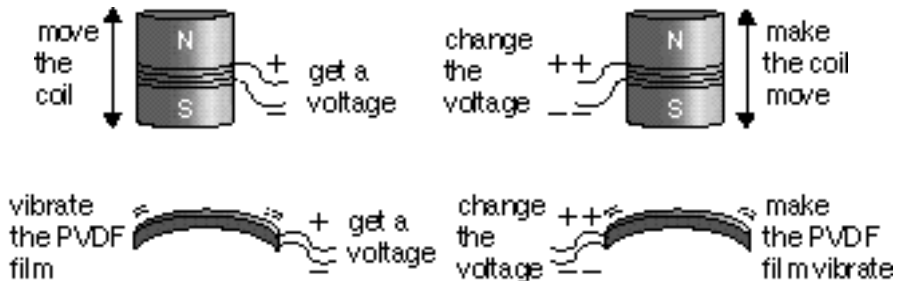 move
the
coil
N
S
+
–
get a
voltage
change
the
voltage
++
– –
N
S
make
the coil
move
vibrate
the PVDF
film
+
–
get a
voltage
change
the
voltage
++
– –
make
the PVDF
film vibrate